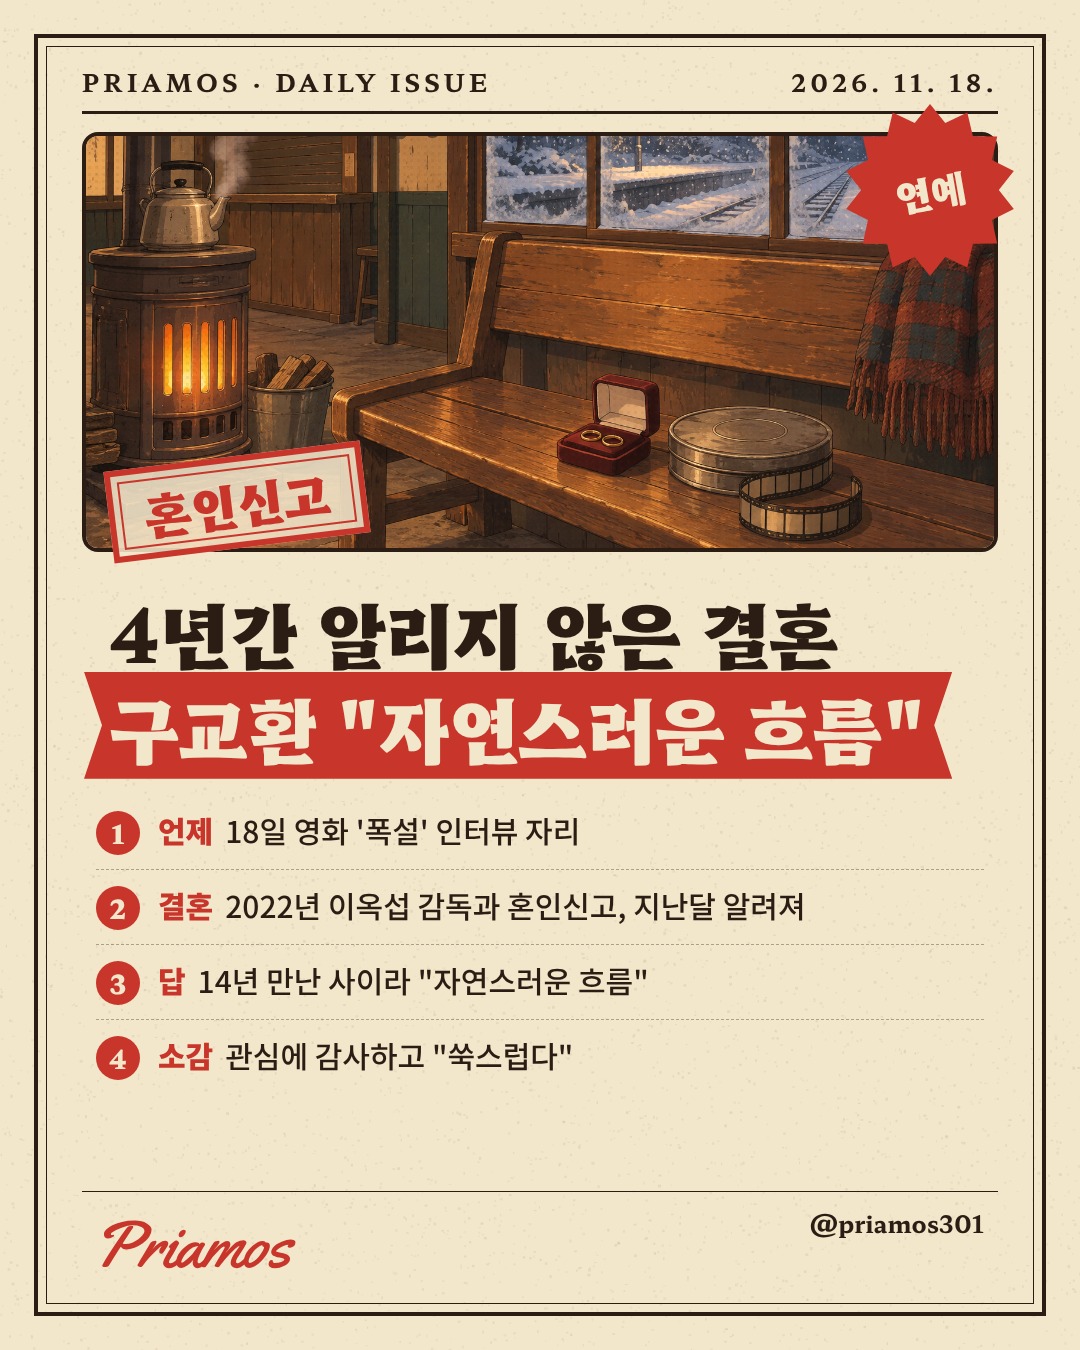 PRIAMOS · DAILY ISSUE
2026. 11. 18.
연예
혼인신고
4년간 알리지 않은 결혼
구교환 "자연스러운 흐름"
1 언제 18일 영화 '폭설' 인터뷰 자리
2 결혼 2022년 이옥섭 감독과 혼인신고, 지난달 알려져
3 답 14년 만난 사이라 "자연스러운 흐름"
4 소감 관심에 감사하고 "쑥스럽다"
Priamos
@priamos301